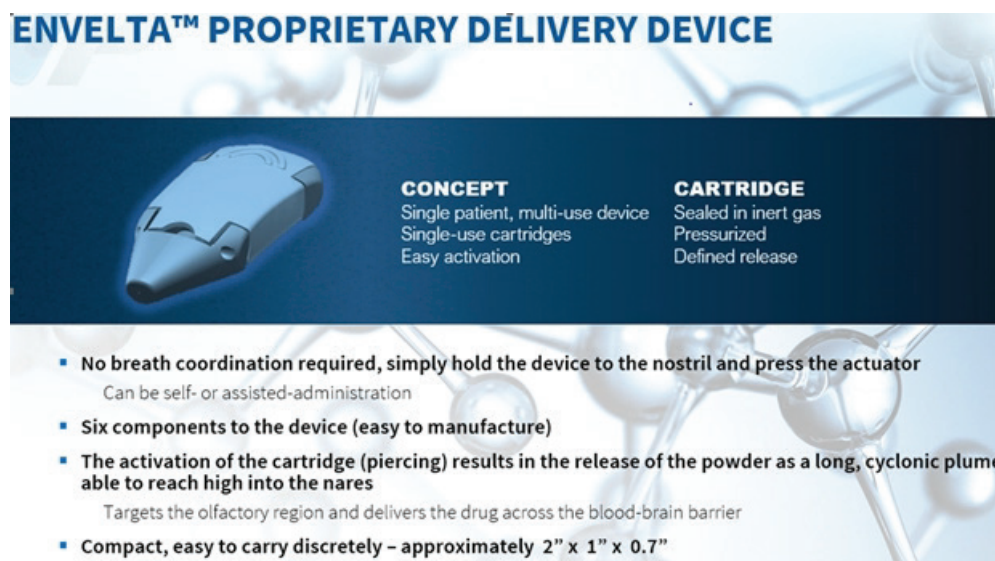 ENVELTA™ PROPRIETARY DELIVERY DEVICE
CONCEPT
Single patient, multi-use device
Single-use cartridges
Easy activation
CARTRIDGE
Sealed in inert gas
Pressurized
Defined release
▪ No breath coordination required, simply hold the device to the nostril and press the actuator
Can be self- or assisted-administration
▪ Six components to the device (easy to manufacture)
▪ The activation of the cartridge (piercing) results in the release of the powder as a long, cyclonic plume
able to reach high into the nares
Targets the olfactory region and delivers the drug across the blood-brain barrier
▪ Compact, easy to carry discretely – approximately 2” x 1” x 0.7”